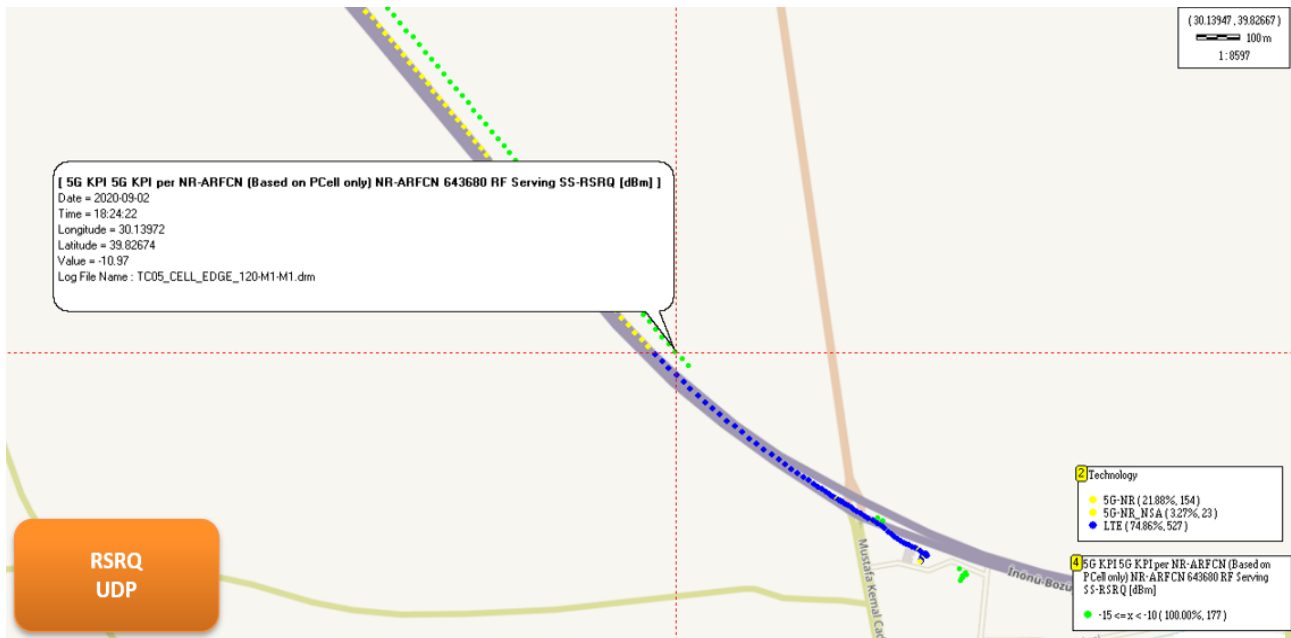 (30.13947, 39.82667)
100 m
1:8597
[ 5G KPI 5G KPI per NR-ARFCN (Based on PCell only) NR-ARFCN 643680 RF Serving SS-RSRQ [dBm] ]
Date = 2020-09-02
Time = 18:24:22
Longitude = 30.13972
Latitude = 39.82674
Value = -10.97
Log File Name : TC05_CELL_EDGE_120-M1-M1.drm
2 Technology
5G-NR (21.88%, 154)
5G-NR_NSA (3.27%, 23)
LTE (74.86%, 527)
RSRQ
UDP
Mustafa Kemal Cad
İnönü Bozü
4 5G KPI 5G KPI per NR-ARFCN (Based on
PCell only) NR-ARFCN 643680 RF Serving
SS-RSRQ [dBm]
-15 <= x < -10 (100.00%, 177)